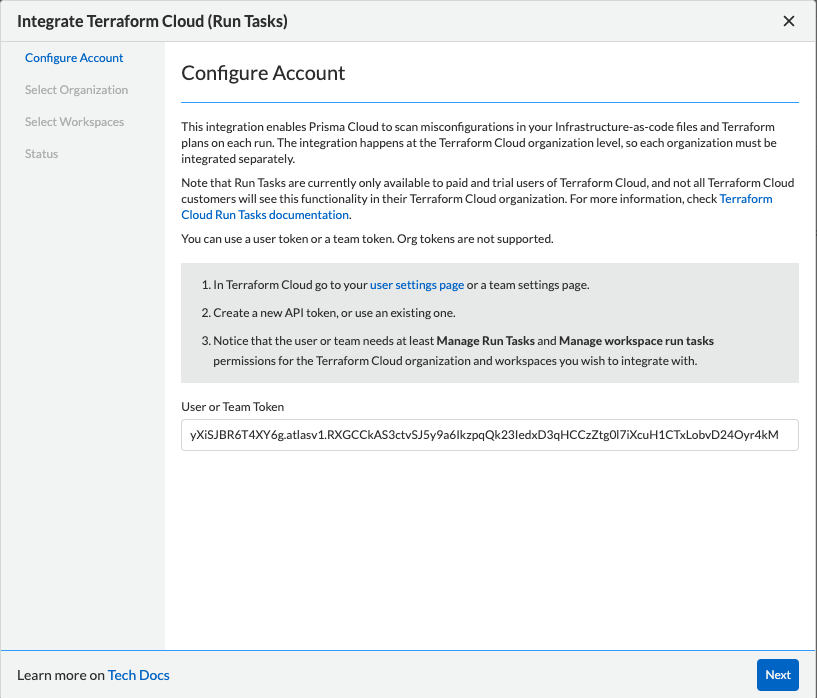 Integrate Terraform Cloud (Run Tasks)
Configure Account
Select Organization
Select Workspaces
Status
Configure Account
This integration enables Prisma Cloud to scan misconfigurations in your Infrastructure-as-code files and Terraform
plans on each run. The integration happens at the Terraform Cloud organization level, so each organization must be
integrated separately.
Note that Run Tasks are currently only available to paid and trial users of Terraform Cloud, and not all Terraform Cloud
customers will see this functionality in their Terraform Cloud organization. For more information, check Terraform
Cloud Run Tasks documentation.
You can use a user token or a team token. Org tokens are not supported.
1. In Terraform Cloud go to your user settings page or a team settings page.
2. Create a new API token, or use an existing one.
3. Notice that the user or team needs at least Manage Run Tasks and Manage workspace run tasks
permissions for the Terraform Cloud organization and workspaces you wish to integrate with.
User or Team Token
Learn more on Tech Docs
Next